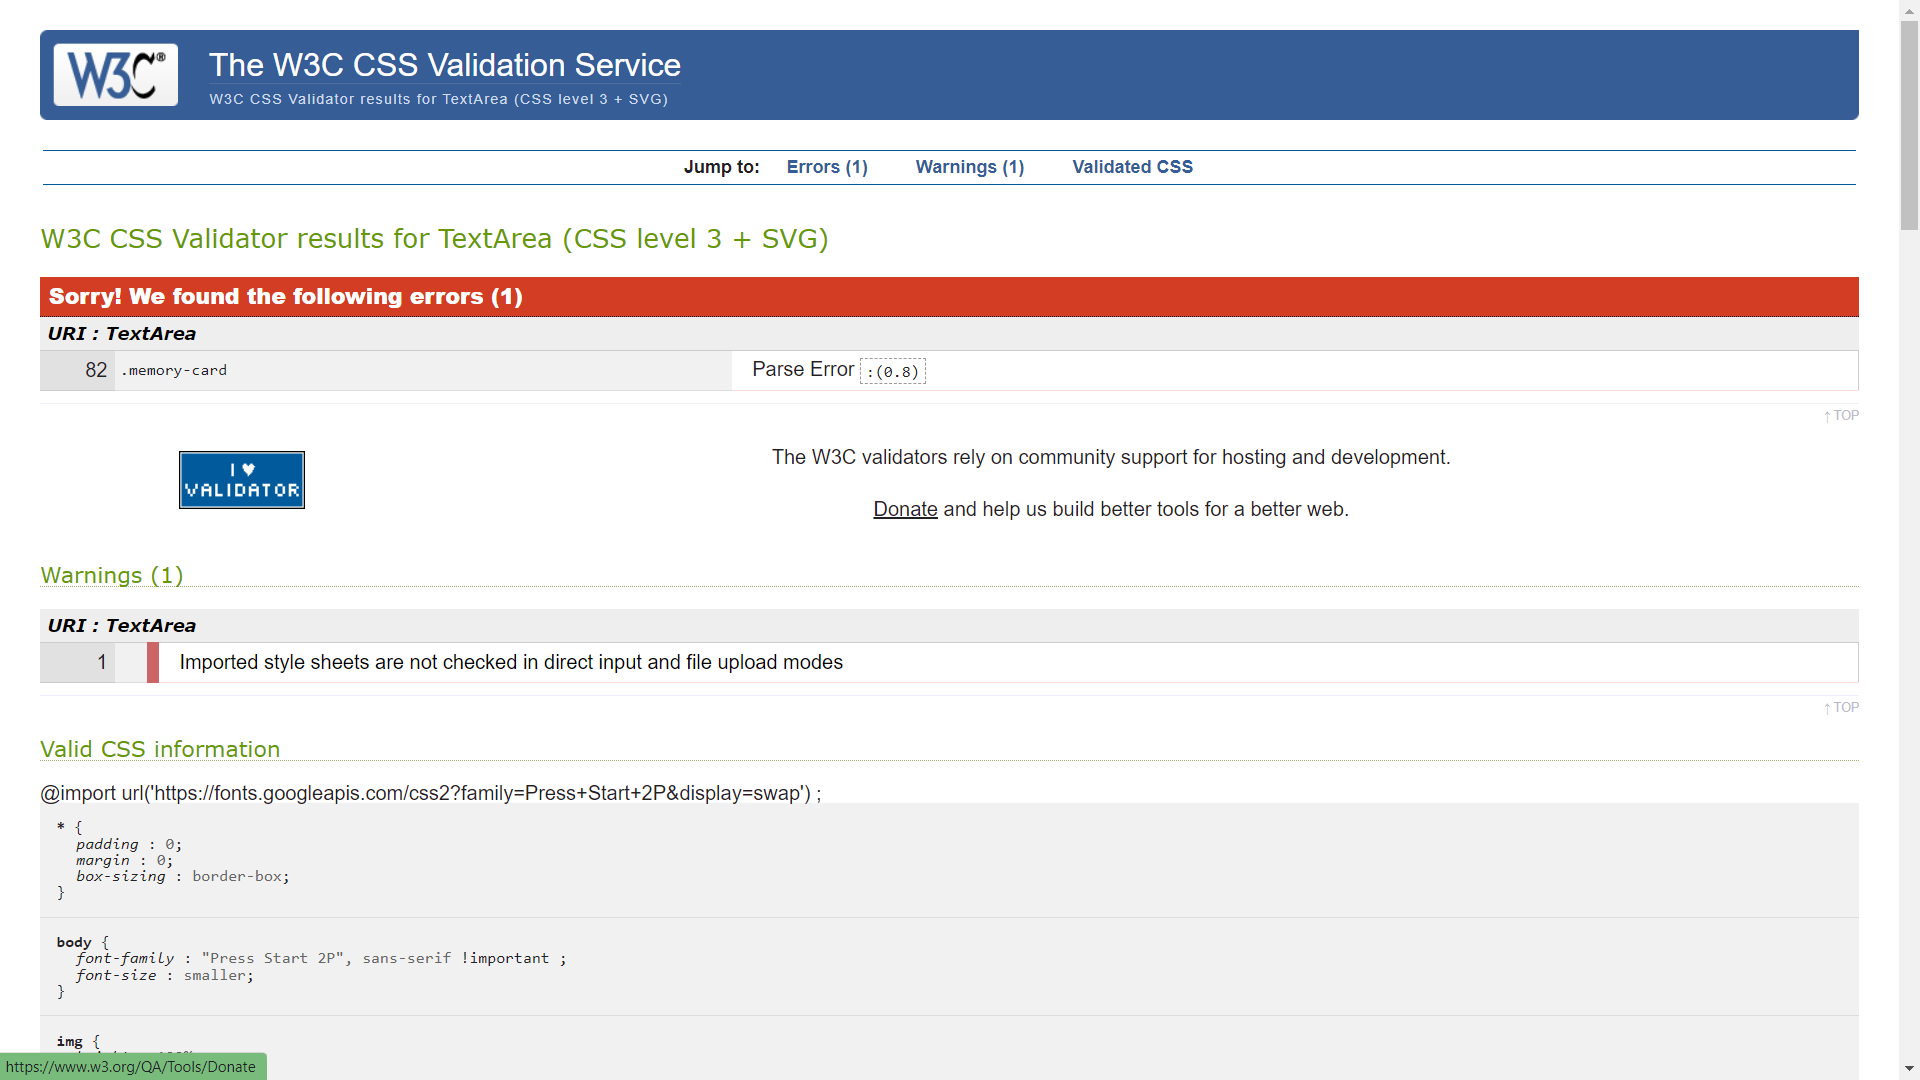 W3C®
The W3C CSS Validation Service
W3C CSS Validator results for TextArea (CSS level 3 + SVG)
Jump to: Errors (1) Warnings (1) Validated CSS
W3C CSS Validator results for TextArea (CSS level 3 + SVG)
Sorry! We found the following errors (1)
URI : TextArea
82 .memory-card Parse Error :(0.8)
↑ TOP
I ♥
VALIDATOR
The W3C validators rely on community support for hosting and development.
Donate and help us build better tools for a better web.
Warnings (1)
URI : TextArea
1 Imported style sheets are not checked in direct input and file upload modes
↑ TOP
Valid CSS information
@import url('https://fonts.googleapis.com/css2?family=Press+Start+2P&display=swap') ;
* {
padding : 0;
margin : 0;
box-sizing : border-box;
}
body {
font-family : "Press Start 2P", sans-serif !important ;
font-size : smaller;
}
img {
https://www.w3.org/QA/Tools/Donate